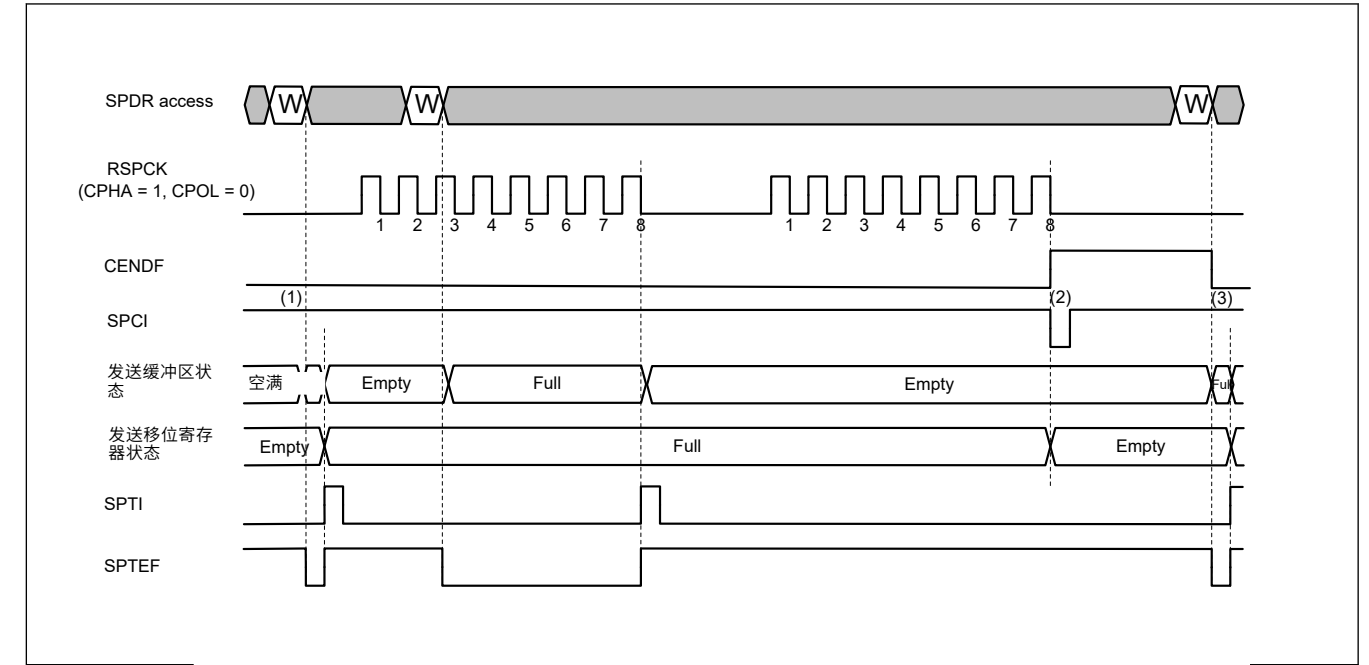 SPDR access
W
W
W
RSPCK
(CPHA = 1, CPOL = 0)
1 2 3 4 5 6 7 8
1 2 3 4 5 6 7 8
CENDF
(1)
(2)
(3)
SPCI
发送缓冲区状
态
空满
Empty
Full
Empty
Full
发送移位寄存
器状态
Empty
Full
Empty
SPTI
SPTEF